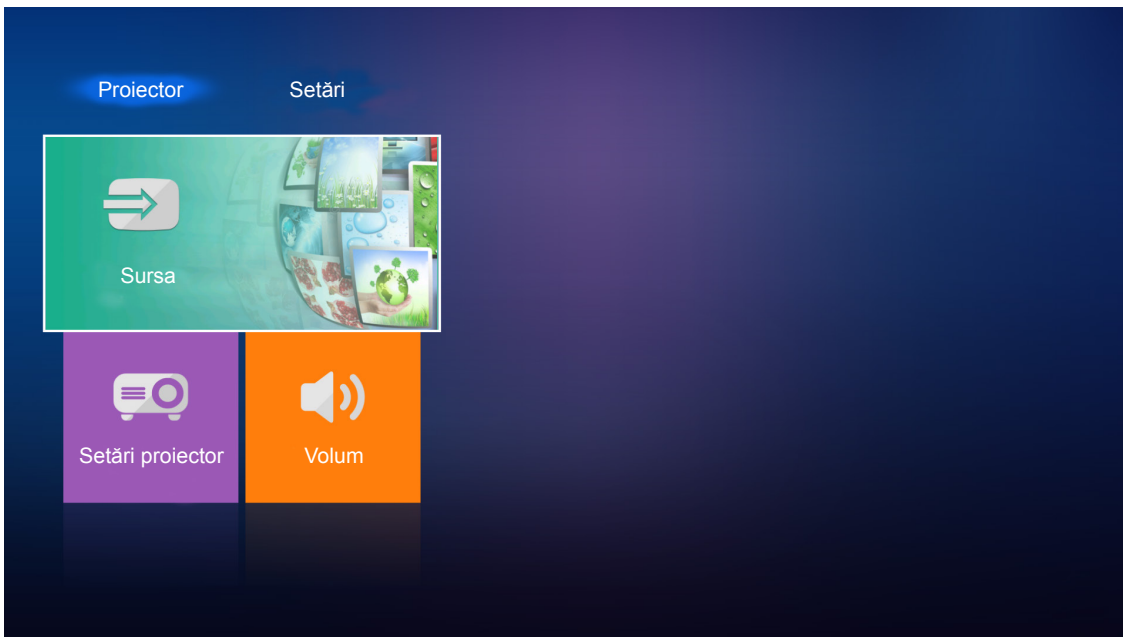 Proiector
Setări
Sursa
Setări proiector
Volum